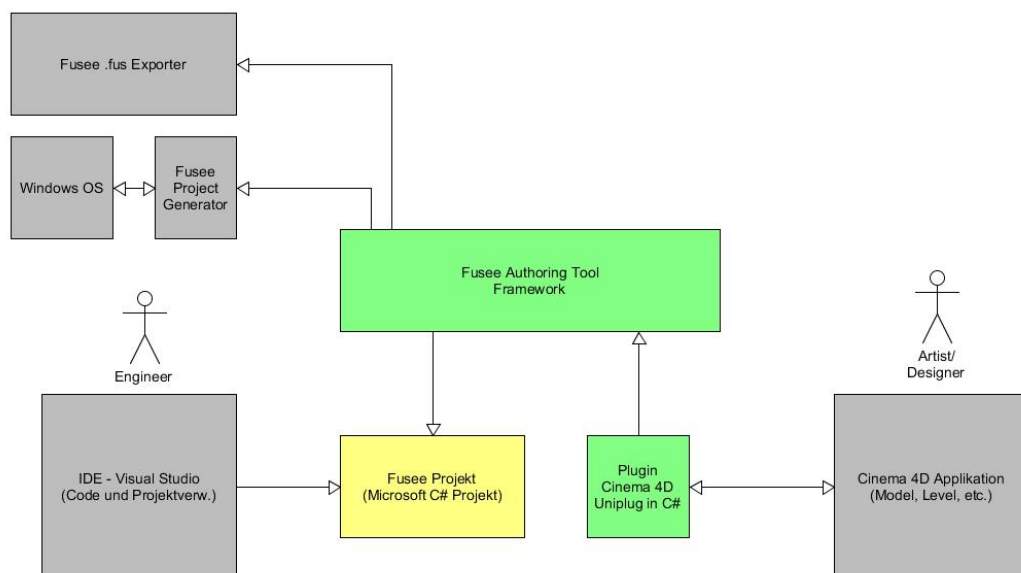 Fusee .fus Exporter
Windows OS
Fusee
Project
Generator
Fusee Authoring Tool
Framework
Engineer
Artist/
Designer
IDE - Visual Studio
(Code und Projektverw.)
Fusee Projekt
(Microsoft C# Projekt)
Plugin
Cinema 4D
Uniplug in C#
Cinema 4D Applikation
(Model, Level, etc.)